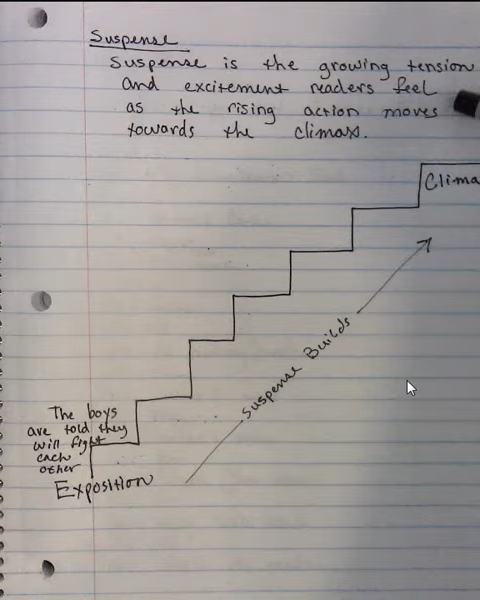 Suspense
Suspense is the growing tension
and excitement readers feel
as the rising action moves
towards the climax.
Clima
Suspense Builds
The boys
are told they
will fight
each
other
Exposition